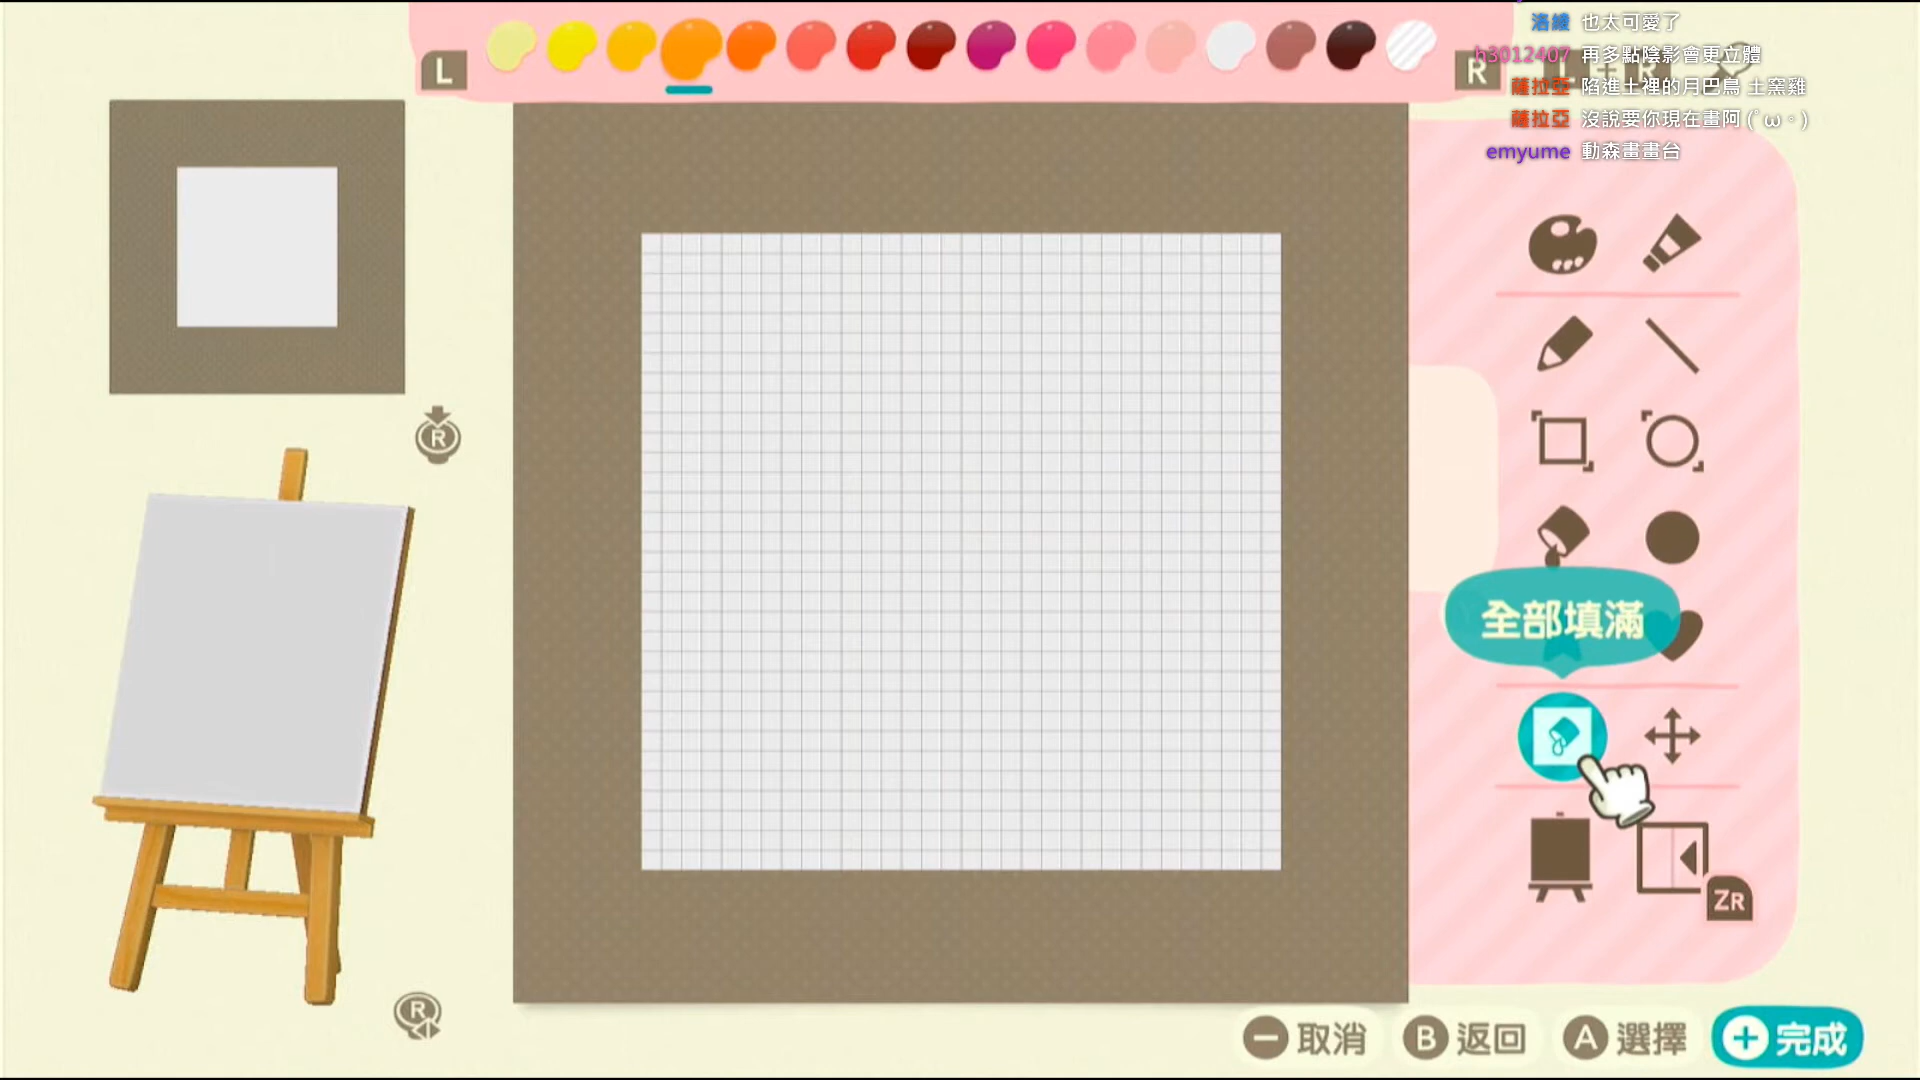 洛縫 也太可愛了
h3012407 再多點陰影會更立體
薩拉亞 陷進土裡的月巴鳥 土窯雞
薩拉亞 沒說要你現在畫阿 (ﾟω。)
emyume 動森畫畫台
L
R
L + R
R
全部填滿
ZR
R
取消
B 返回
A 選擇
完成